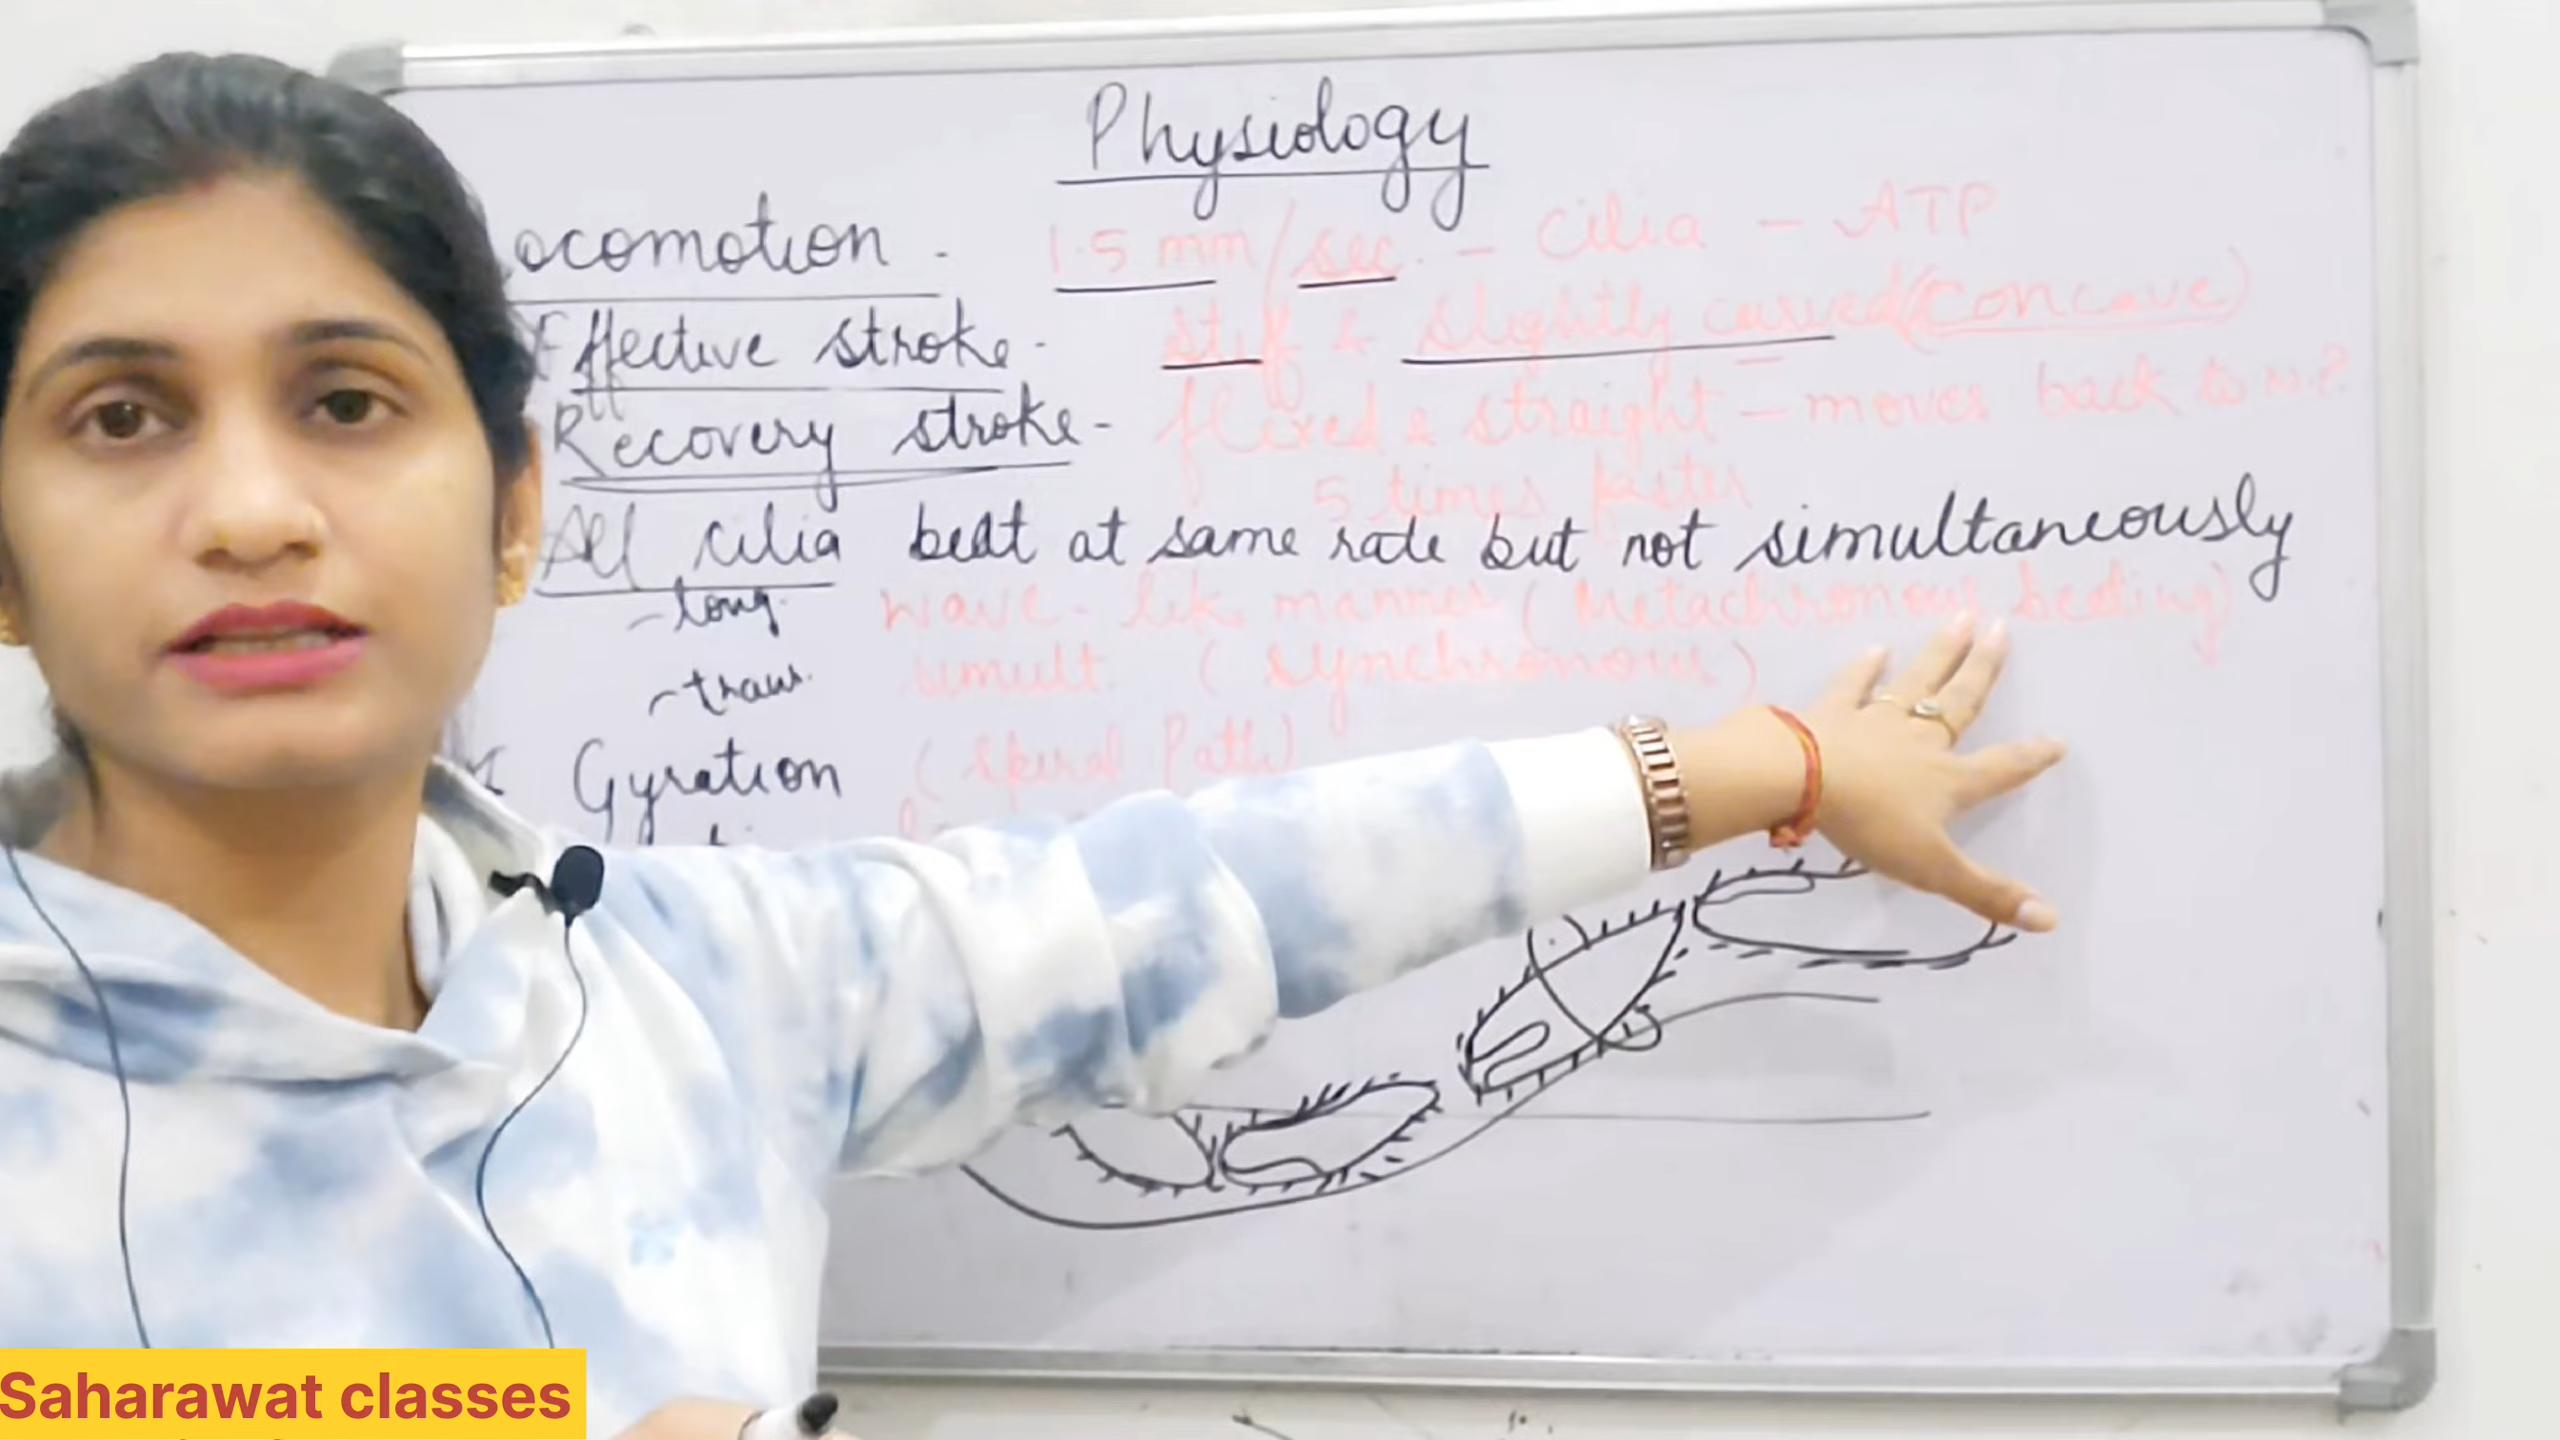 Physiology
ocomotion - 1.5 mm/sec. - cilia - ATP
Effective stroke - stiff & slightly curved (concave)
Recovery stroke - flexed & straight - moves back to n.p.
5 times faster
All cilia beat at same rate but not simultaneously
- long. wave-lik manner (Metachronous beating)
- trans. simult. (synchronous)
Gyration (spiral Path)
Saharawat classes